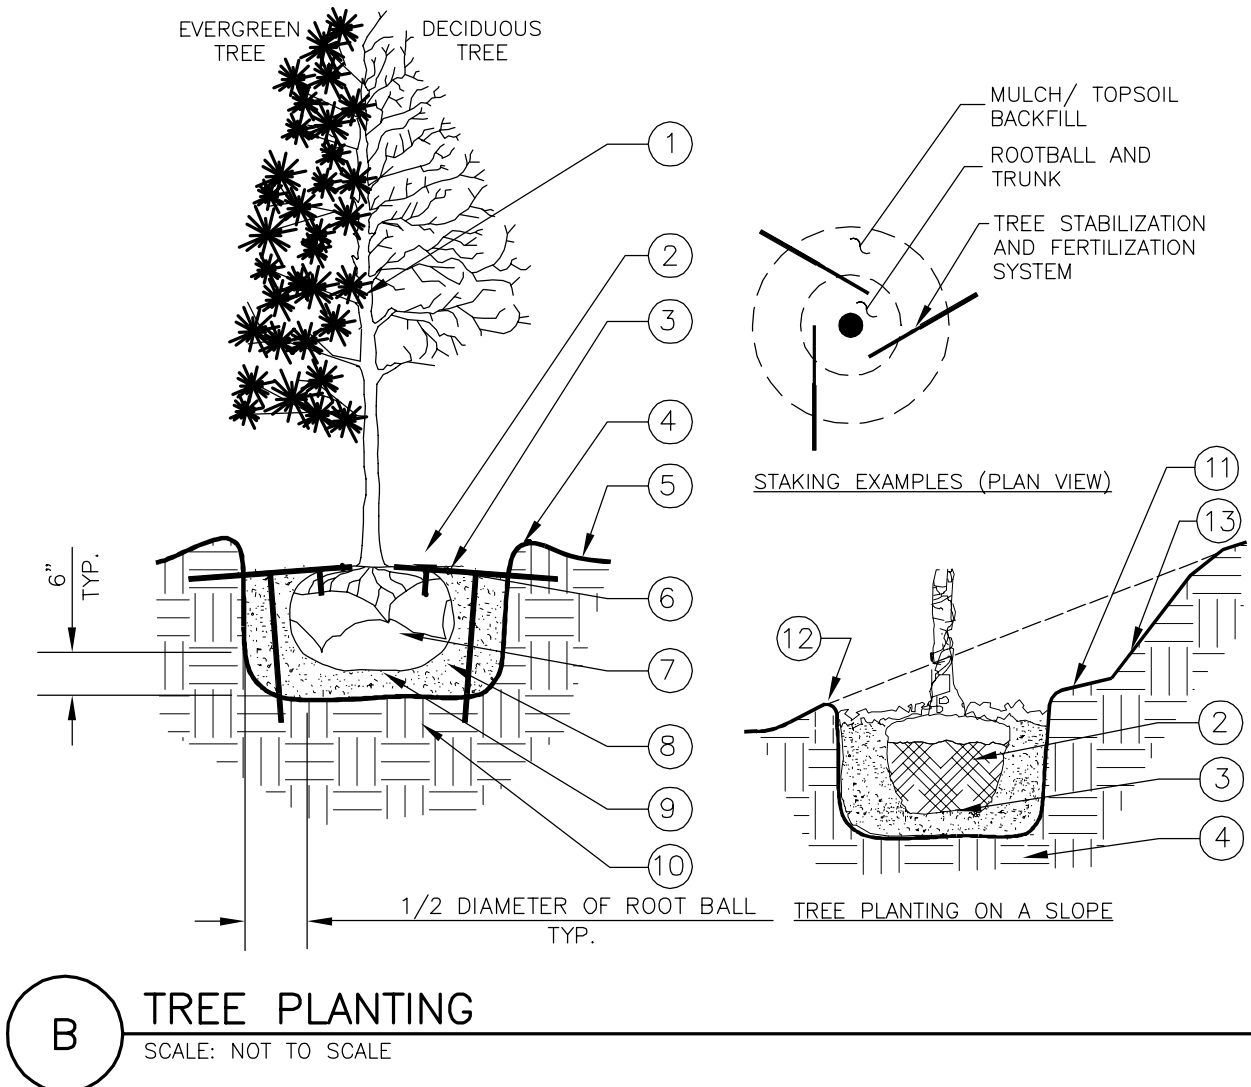 EVERGREEN
TREE
DECIDUOUS
TREE
1
2
3
4
5
6
7
8
9
10
6"
TYP.
1/2 DIAMETER OF ROOT BALL
TYP.
MULCH/ TOPSOIL
BACKFILL
ROOTBALL AND
TRUNK
TREE STABILIZATION
AND FERTILIZATION
SYSTEM
STAKING EXAMPLES (PLAN VIEW)
11
13
12
2
3
4
TREE PLANTING ON A SLOPE
B
TREE PLANTING
SCALE: NOT TO SCALE